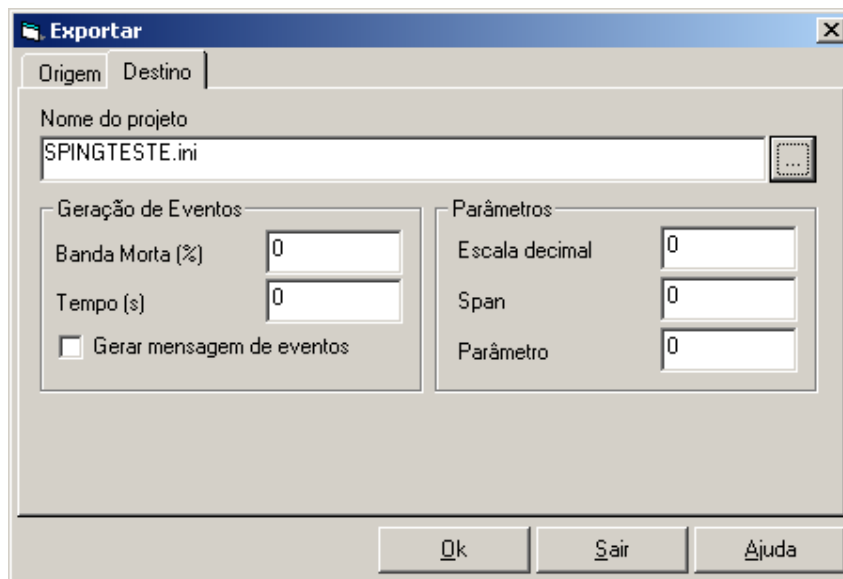 Exportar
Origem Destino
Nome do projeto
SPINGTESTE.ini
...
Geração de Eventos
Banda Morta (%) 0
Tempo (s) 0
Gerar mensagem de eventos
Parâmetros
Escala decimal 0
Span 0
Parâmetro 0
Ok Sair Ajuda